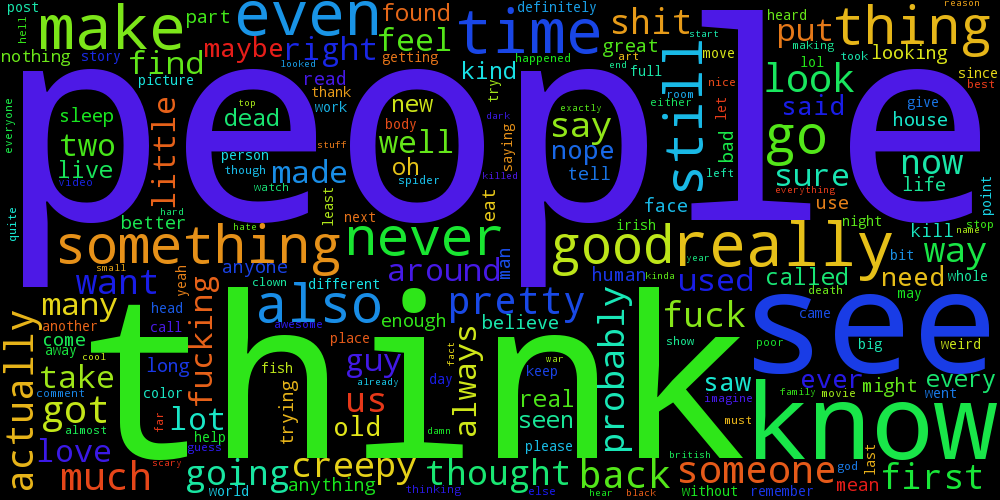 post
hell
make
even
part
found
feel
definitely
time
shit
heard
put
thing
reason
nothing
story
find
maybe
right
looked
getting
kind
happened
great
art
end
full
start
move
making
lol
took
looking
since
best
people
picture
read
thank
work
try
either
room
still
nice
let
look
said
give
house
everyone
sleep
two
live
video
little
top
dead
person
though
watch
stuff
made
new
body
well
oh
spider
dark
saying
killed
exactly
say
nope
tell
left
bad
go
sure
everything
use
now
life
point
quite
hard
better
hate
least
next
eat
face
irish
night
kill
name
stop
something
never
good
really
year
bit
way
small
want
yeah
anyone
clown
different
around
man
human
kinda
used
called
death
need
whole
may
many
another
come
away
head
call
fucking
also
awesome
enough
pretty
believe
probably
fuck
show
see
came
poor
big
weird
actually
cool
think
place
guy
already
day
fact
always
war
keep
real
seen
please
saw
imagine
must
ever
family
movie
might
every
went
take
comment
long
color
fish
trying
got
almost
far
lot
help
guess
us
old
damn
know
love
much
scary
going
world
creepy
anything
thinking
thought
else
back
hear
black
british
someone
without
remember
god
mean
last
first